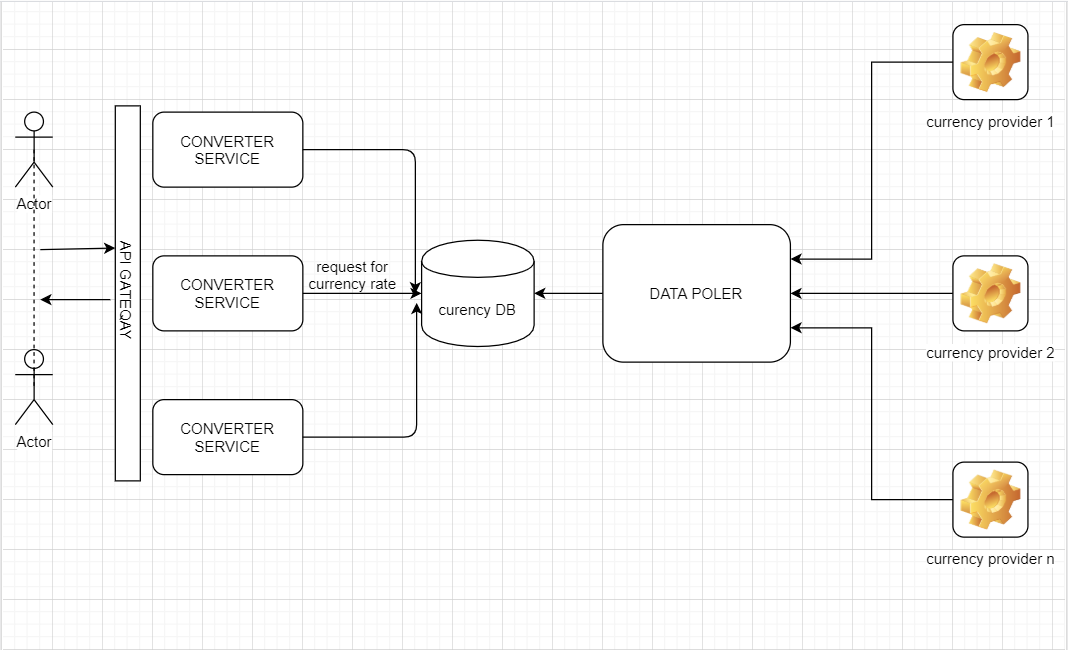 currency provider 1
CONVERTER
SERVICE
Actor
API GATEQAY
CONVERTER
SERVICE
request for
currency rate
curency DB
DATA POLER
currency provider 2
Actor
CONVERTER
SERVICE
currency provider n